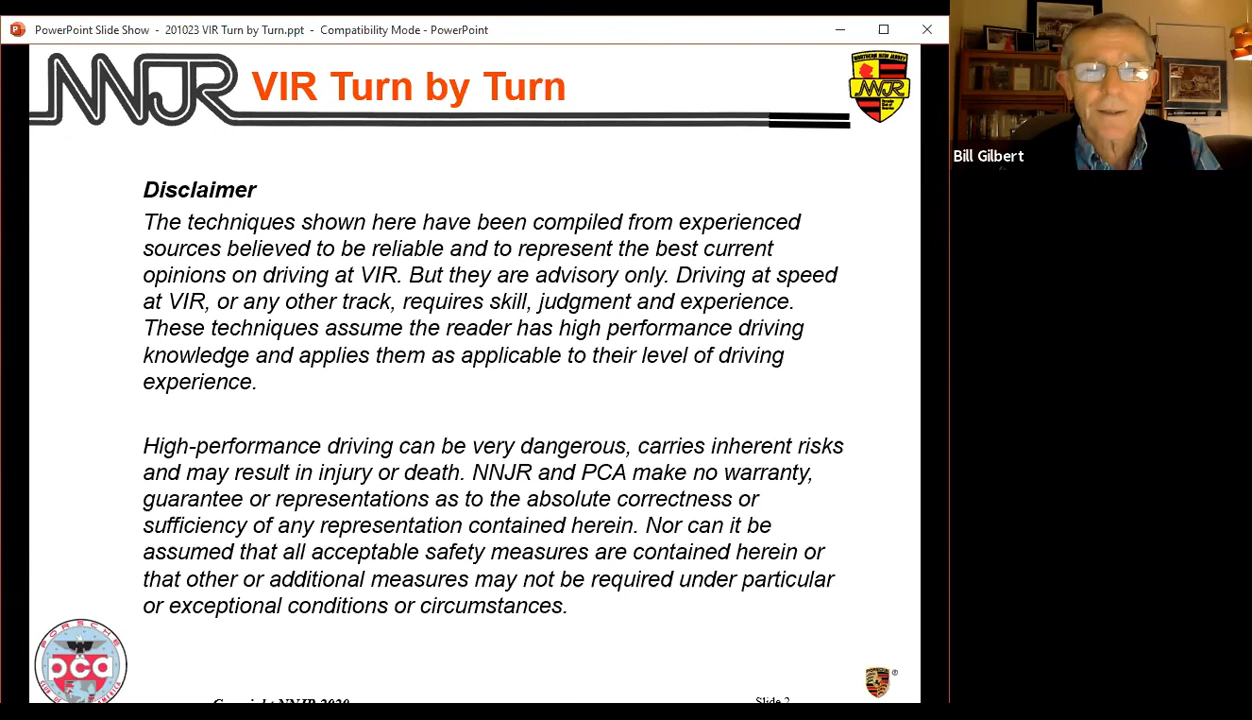 PowerPoint Slide Show - 201023 VIR Turn by Turn.ppt - Compatibility Mode - PowerPoint
NNJR VIR Turn by Turn
NNJR
Bill Gilbert
Disclaimer
The techniques shown here have been compiled from experienced
sources believed to be reliable and to represent the best current
opinions on driving at VIR. But they are advisory only. Driving at speed
at VIR, or any other track, requires skill, judgment and experience.
These techniques assume the reader has high performance driving
knowledge and applies them as applicable to their level of driving
experience.
High-performance driving can be very dangerous, carries inherent risks
and may result in injury or death. NNJR and PCA make no warranty,
guarantee or representations as to the absolute correctness or
sufficiency of any representation contained herein. Nor can it be
assumed that all acceptable safety measures are contained herein or
that other or additional measures may not be required under particular
or exceptional conditions or circumstances.
PORSCHE
pca
Copyright NNJR 2020
Slide 2